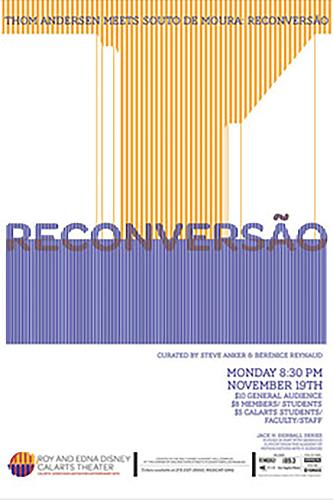 THOM ANDERSEN MEETS SOUTO DE MOURA: RECONVERSÃO
RECONVERSÃO
CURATED BY STEVE ANKER & BÉRÉNICE REYNAUD
MONDAY 8:30 PM
NOVEMBER 19TH
$10 GENERAL AUDIENCE
$8 MEMBERS/ STUDENTS
$5 CALARTS STUDENTS/
FACULTY/STAFF
JACK H. SKIRBALL SERIES
ROY AND EDNA DISNEY
CALARTS THEATER